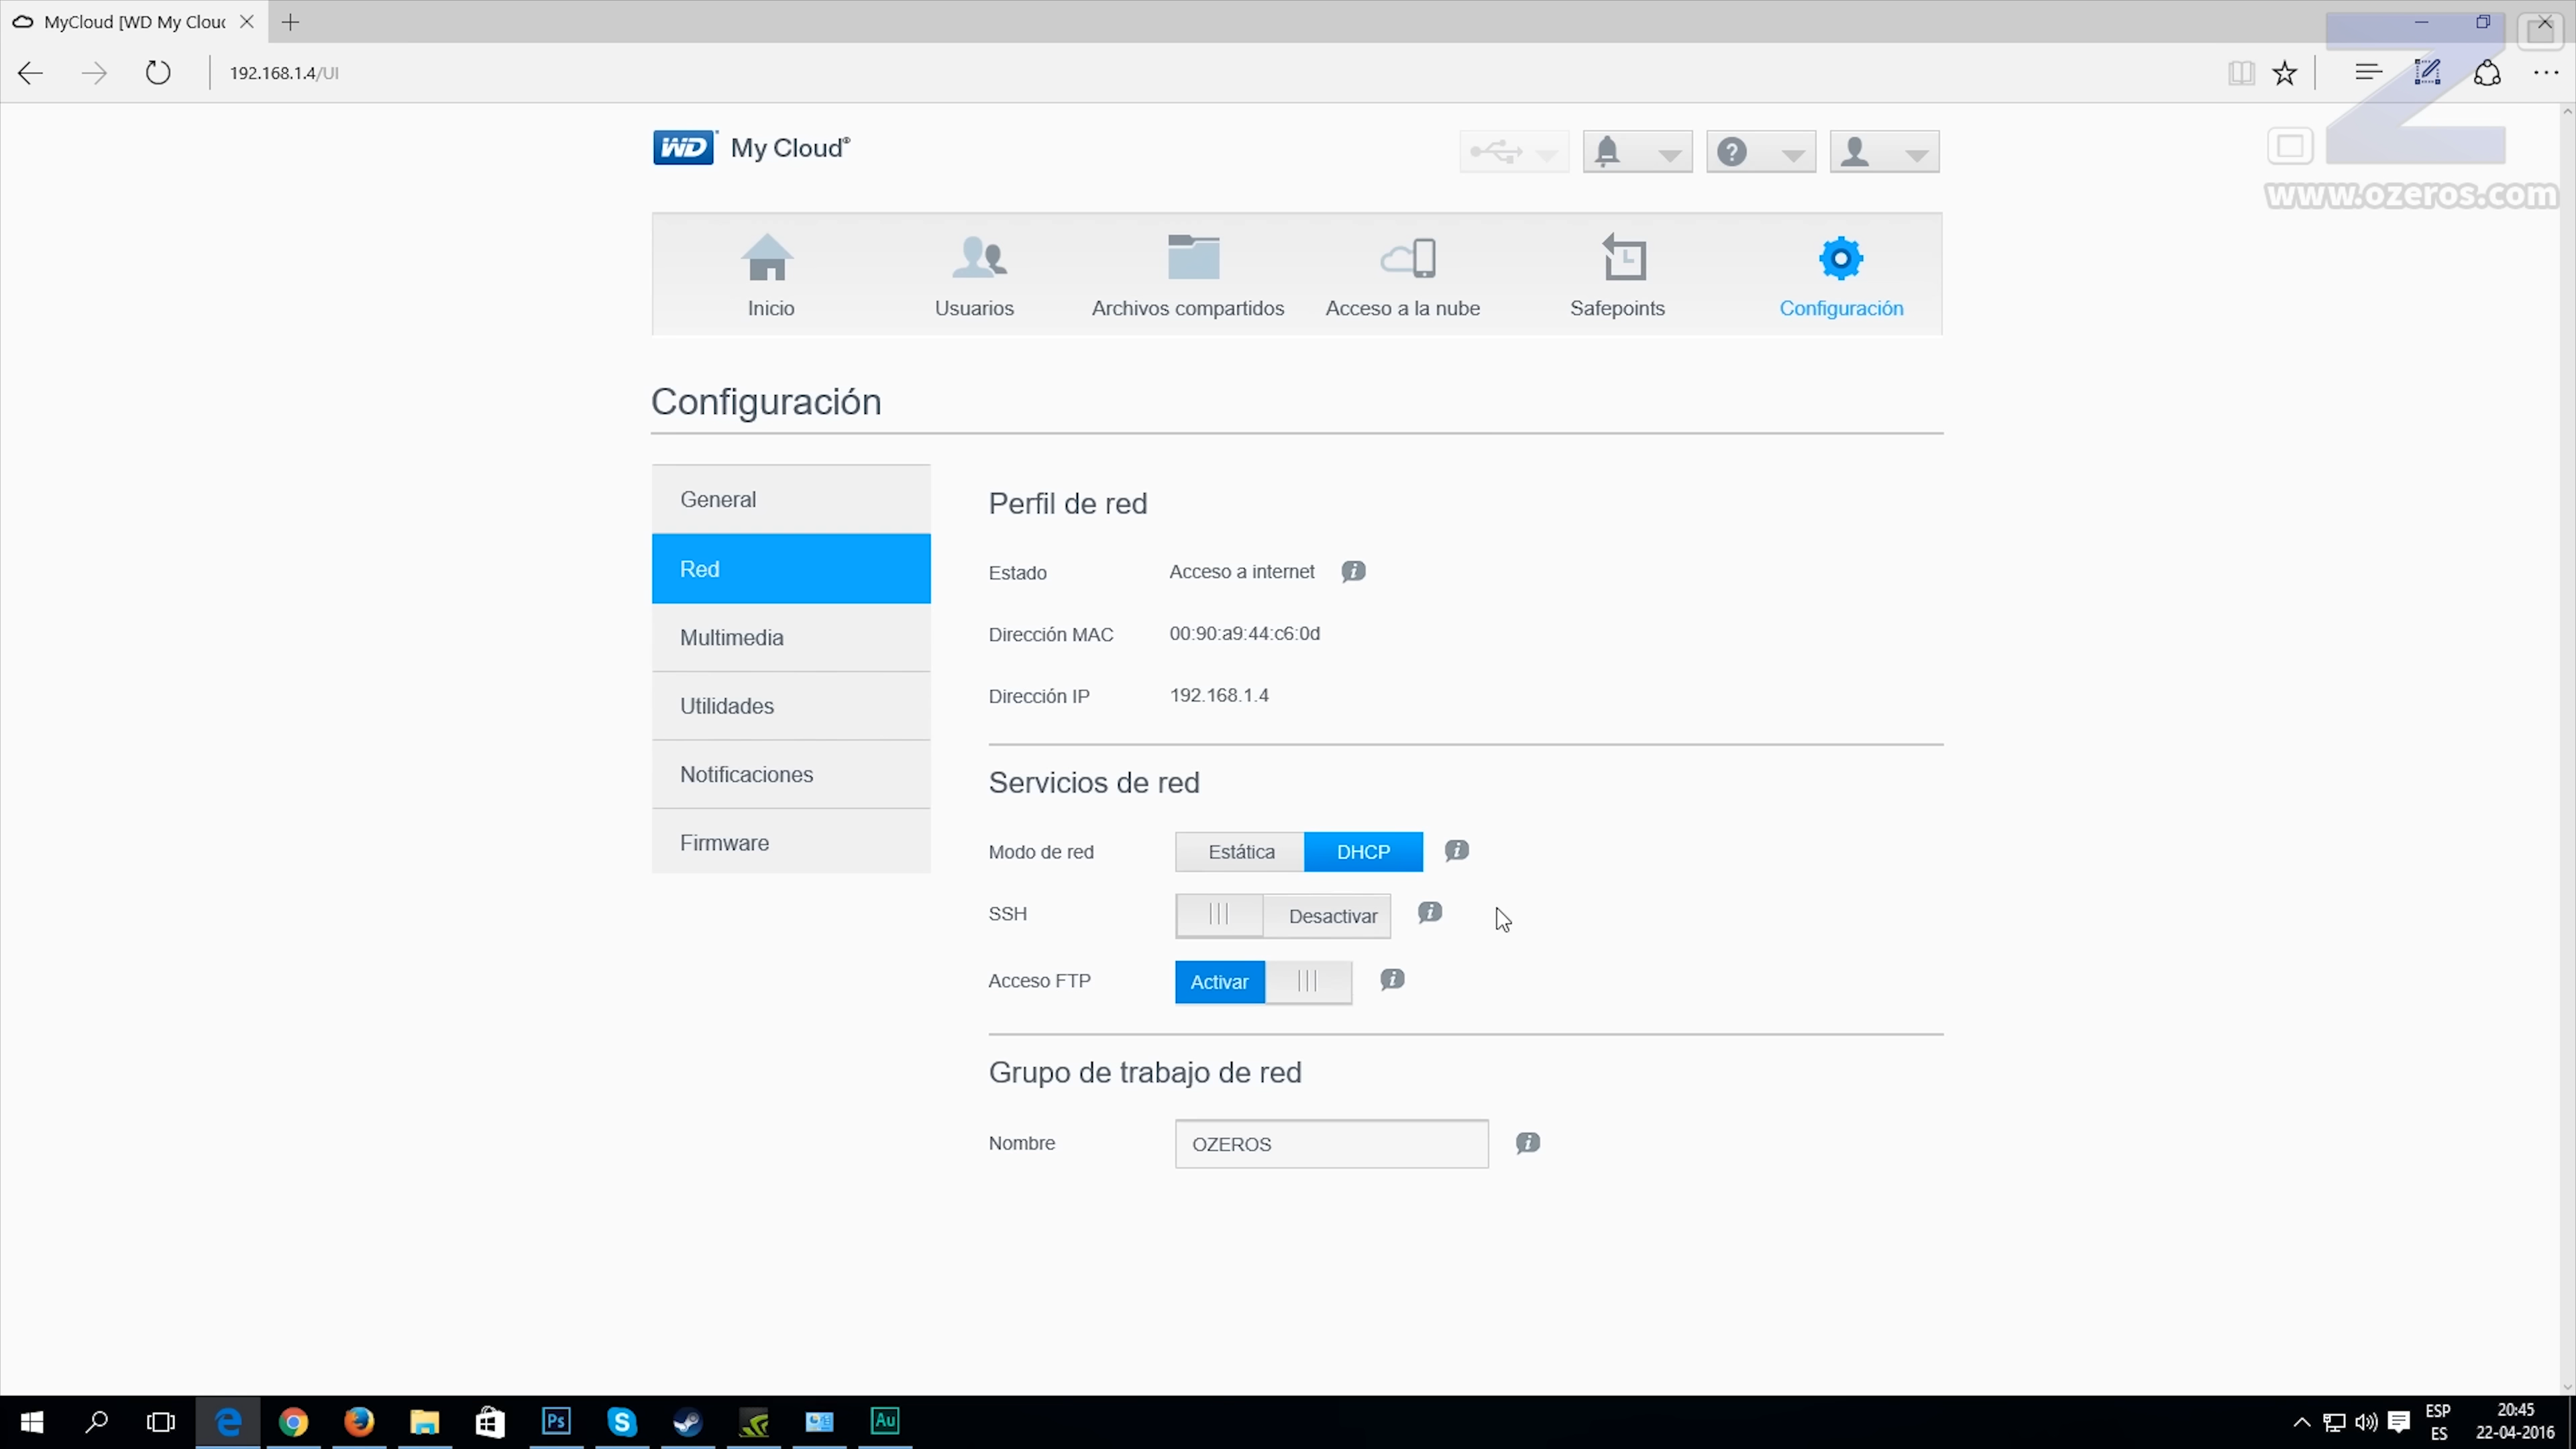 MyCloud [WD My Clou
192.168.1.4/UI
www.ozeros.com
WD My Cloud
Inicio
Usuarios
Archivos compartidos
Acceso a la nube
Safepoints
Configuración
Configuración
General
Red
Multimedia
Utilidades
Notificaciones
Firmware
Perfil de red
Estado Acceso a internet
Dirección MAC 00:90:a9:44:c6:0d
Dirección IP 192.168.1.4
Servicios de red
Modo de red Estática DHCP
SSH Desactivar
Acceso FTP Activar
Grupo de trabajo de red
Nombre OZEROS
Ps
S
Au
ESP
ES
20:45
22-04-2016